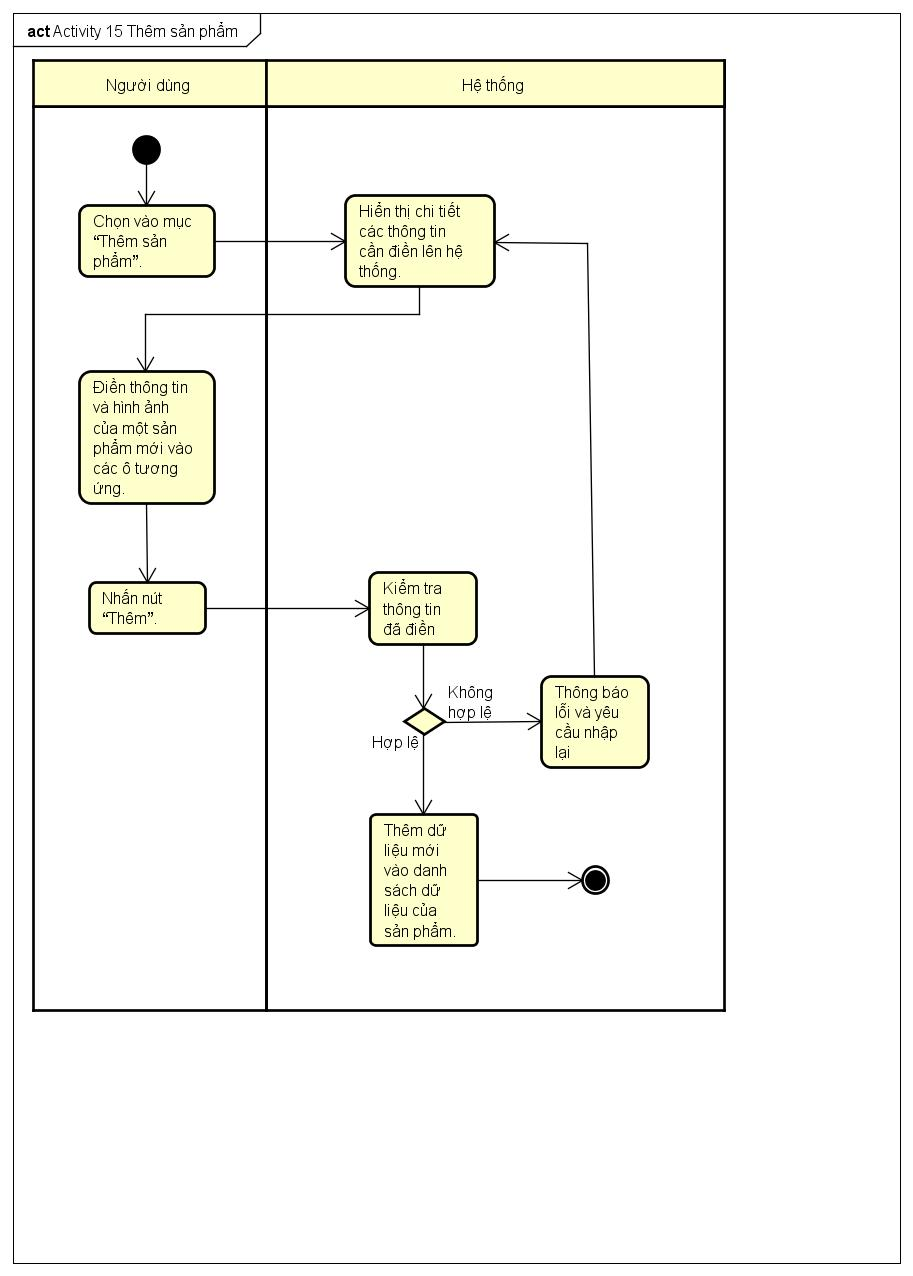 act Activity 15 Thêm sản phẩm
Người dùng
Hệ thống
Chọn vào mục
“Thêm sản
phẩm”.
Hiển thị chi tiết
các thông tin
cần điền lên hệ
thống.
Điền thông tin
và hình ảnh
của một sản
phẩm mới vào
các ô tương
ứng.
Nhấn nút
“Thêm”.
Kiểm tra
thông tin
đã điền
Không
hợp lệ
Thông báo
lỗi và yêu
cầu nhập
lại
Hợp lệ
Thêm dữ
liệu mới
vào danh
sách dữ
liệu của
sản phẩm.